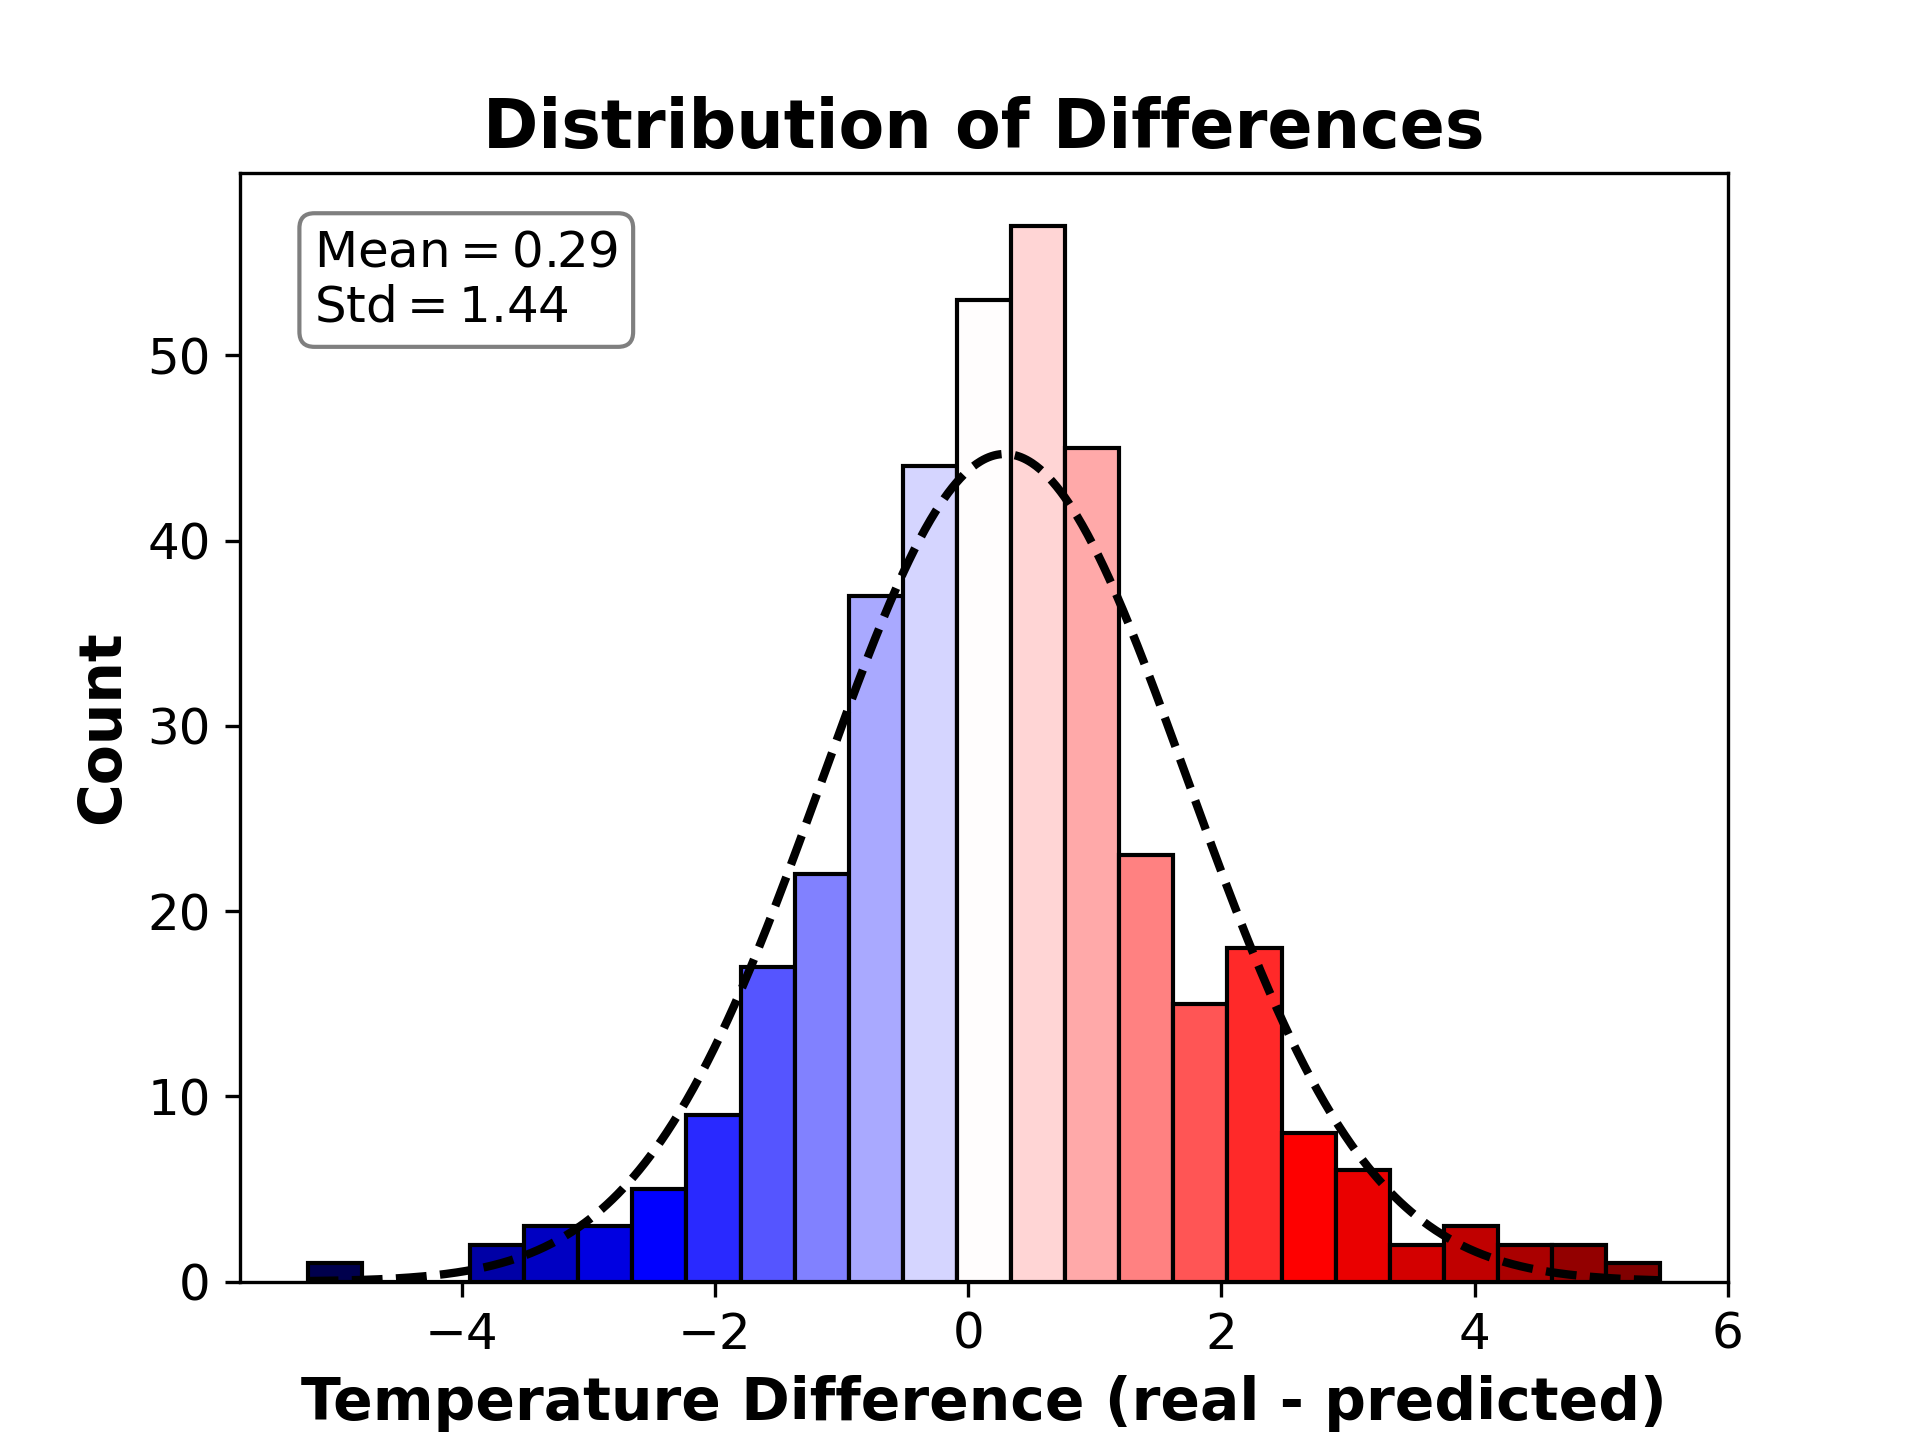 Distribution of Differences
Mean = 0.29
Std = 1.44
50
40
30
20
10
0
Count
−4 −2 0 2 4 6
Temperature Difference (real - predicted)